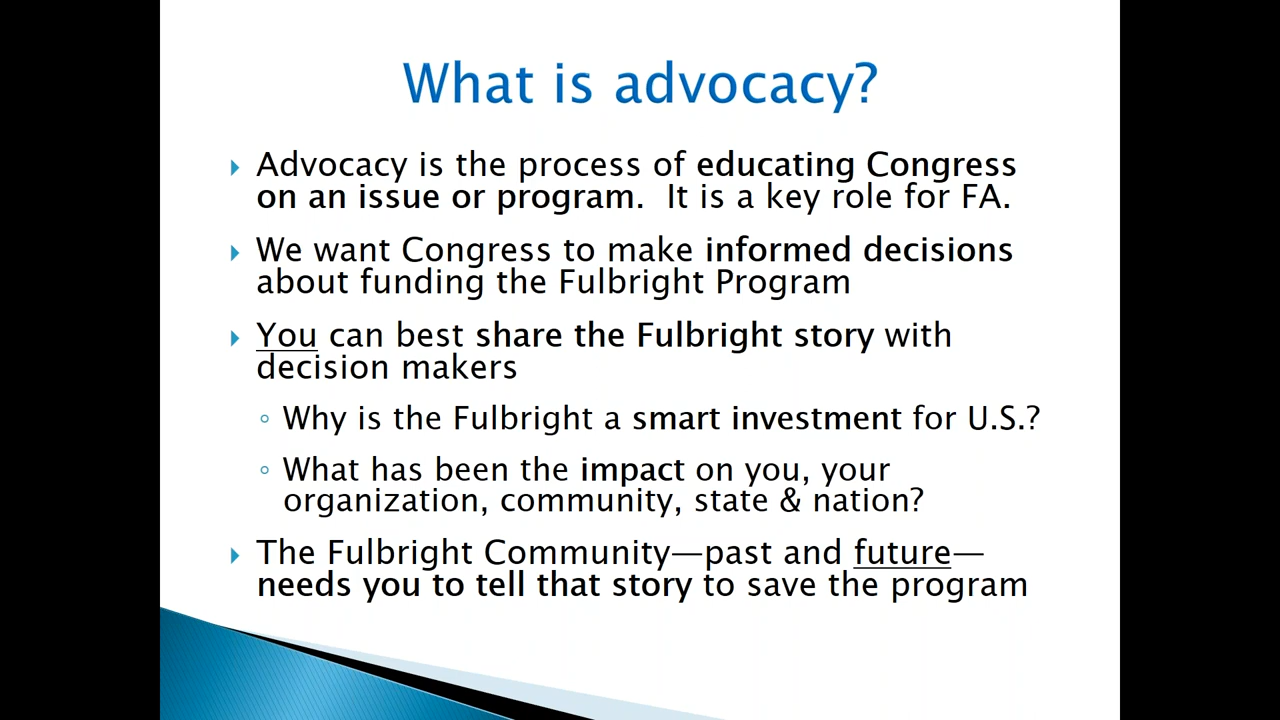 What is advocacy?
Advocacy is the process of educating Congress
on an issue or program.  It is a key role for FA.
We want Congress to make informed decisions
about funding the Fulbright Program
You can best share the Fulbright story with
decision makers
Why is the Fulbright a smart investment for U.S.?
What has been the impact on you, your
organization, community, state & nation?
The Fulbright Community—past and future—
needs you to tell that story to save the program